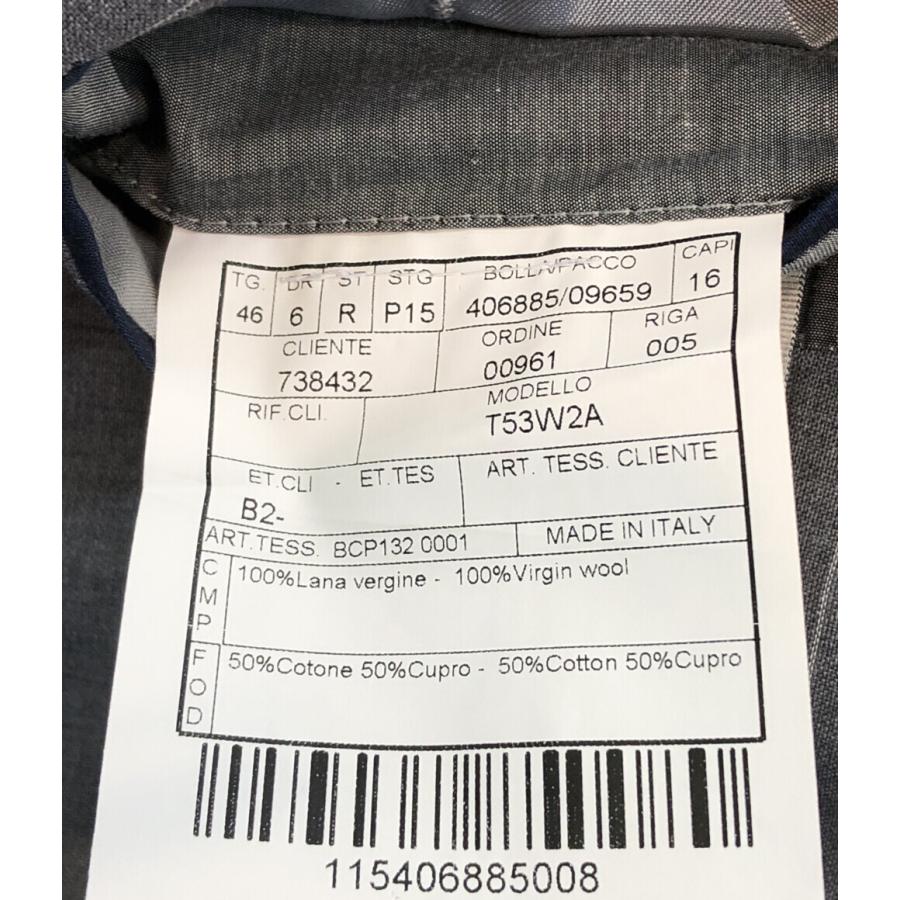 TG. DR ST STG BOLLA/PACCO CAPI
46 6 R P15 406885/09659 16
CLIENTE ORDINE RIGA
738432 00961 005
RIF.CLI. MODELLO
T53W2A
ET.CLI - ET.TES ART. TESS. CLIENTE
B2-
ART.TESS. BCP132 0001 MADE IN ITALY
CMP 100%Lana vergine - 100%Virgin wool
FOD 50%Cotone 50%Cupro - 50%Cotton 50%Cupro
115406885008